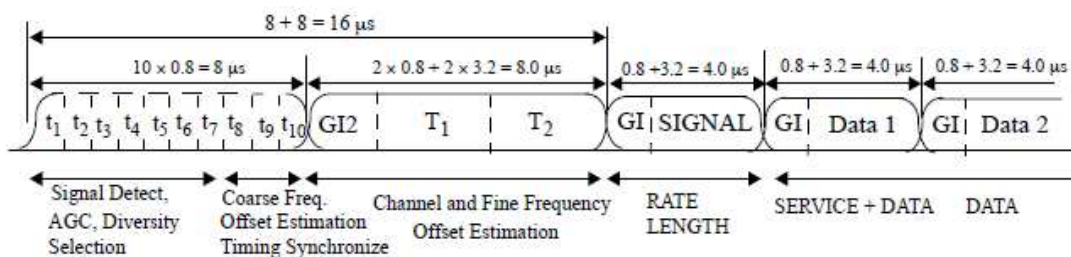 8 + 8 = 16 μs
10 × 0.8 = 8 μs
2 × 0.8 + 2 × 3.2 = 8.0 μs
0.8 +3.2 = 4.0 μs
0.8 + 3.2 = 4.0 μs
0.8 + 3.2 = 4.0 μs
t1 t2 t3 t4 t5 t6 t7 t8 t9 t10
GI2 T1 T2
GI SIGNAL
GI Data 1
GI Data 2
Signal Detect,
AGC, Diversity
Selection
Coarse Freq.
Offset Estimation
Timing Synchronize
Channel and Fine Frequency
Offset Estimation
RATE
LENGTH
SERVICE + DATA
DATA